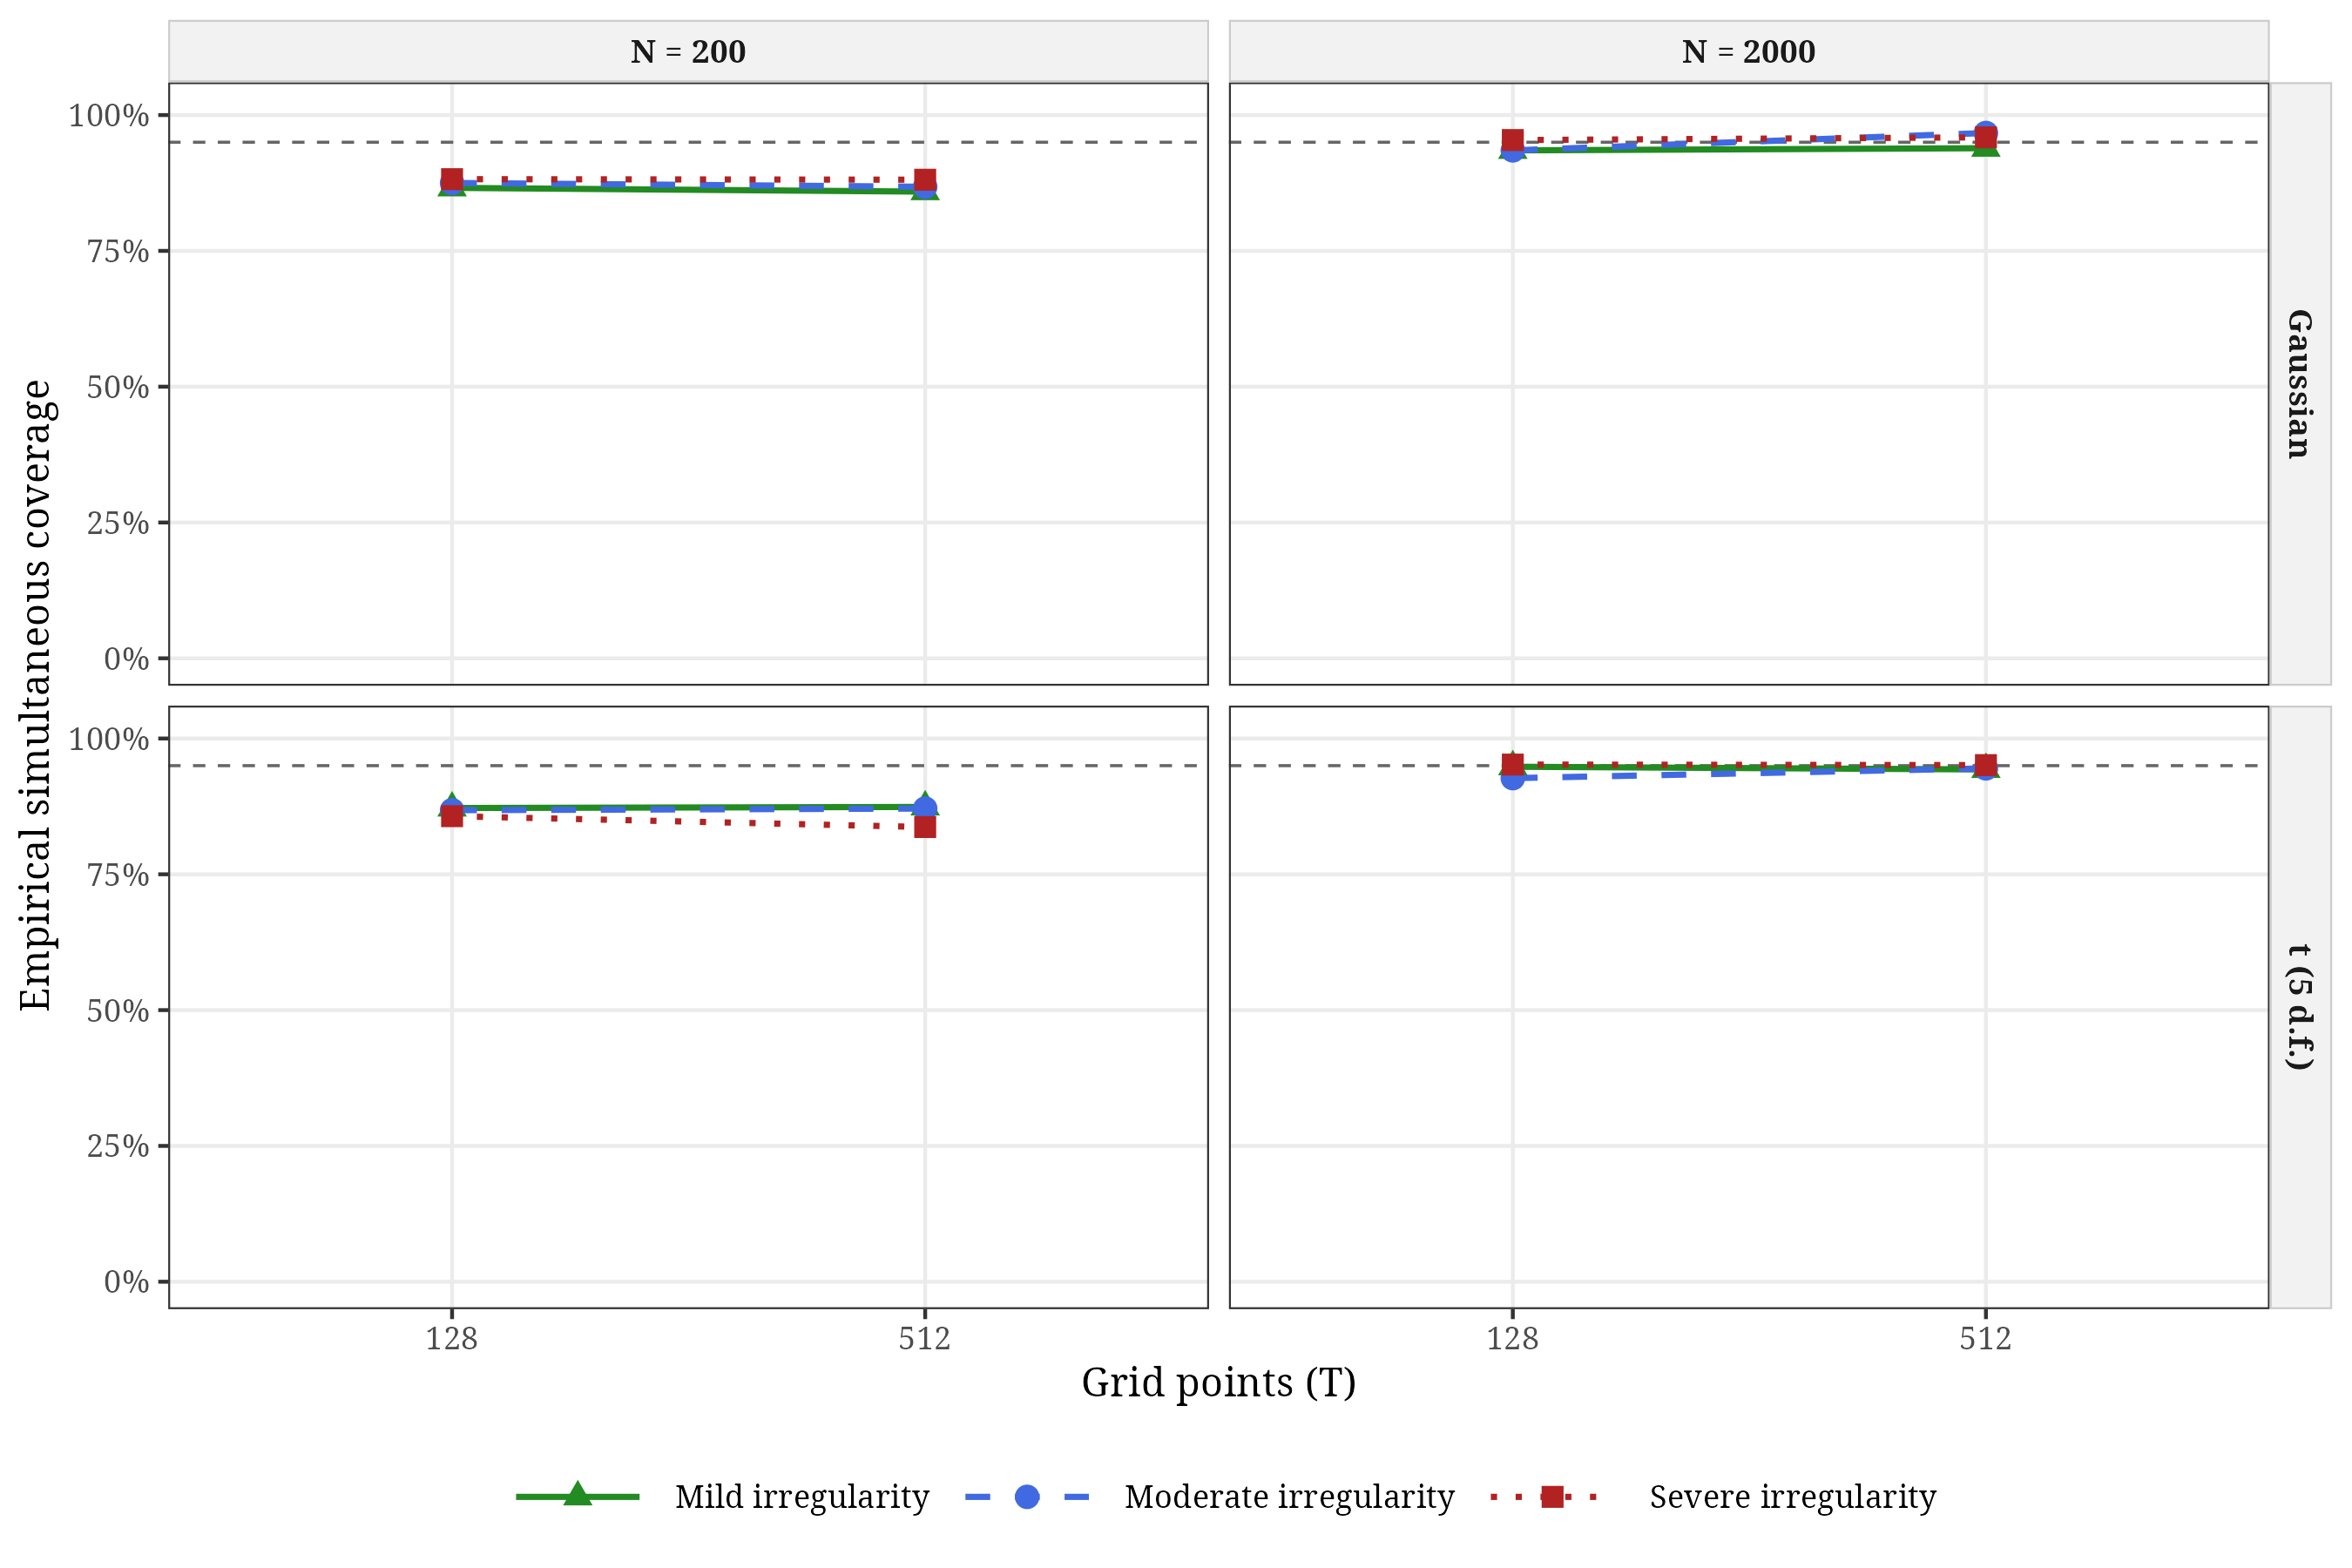 N = 200
N = 2000
Empirical simultaneous coverage
100%
75%
50%
25%
0%
Gaussian
100%
75%
50%
25%
0%
t (5 d.f.)
128
512
128
512
Grid points (T)
Mild irregularity
Moderate irregularity
Severe irregularity